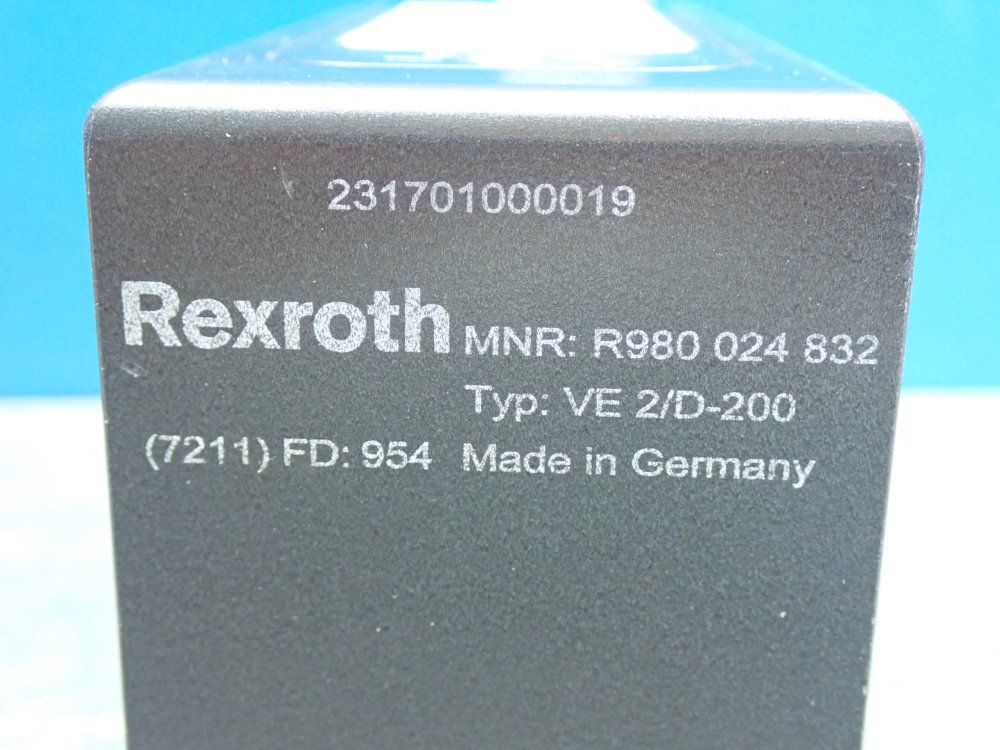 231701000019
Rexroth MNR: R980 024 832
Typ: VE 2/D-200
(7211) FD: 954 Made in Germany